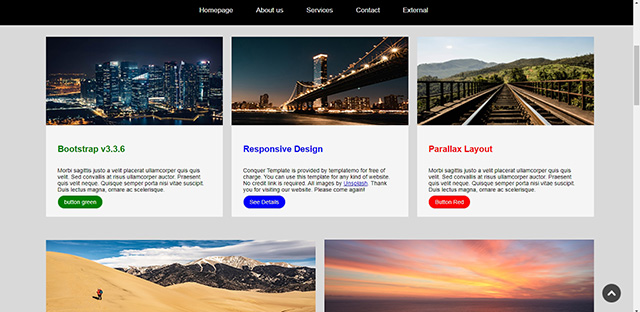 Homepage About us Services Contact External
Bootstrap v3.3.6
Morbi sagittis justo a velit placerat ullamcorper quis quis
velit. Sed convallis at risus ullamcorper auctor. Praesent
quis velit neque. Quisque semper porta nisi vitae suscipit.
Duis lectus magna, ornare ac scelerisque.
button green
Responsive Design
Conquer Template is provided by templatemo for free of
charge. You can use this template for any kind of website.
No credit link is required. All images by Unsplash. Thank
you for visiting our website. Please come again!
See Details
Parallax Layout
Morbi sagittis justo a velit placerat ullamcorper quis quis
velit. Sed convallis at risus ullamcorper auctor. Praesent
quis velit neque. Quisque semper porta nisi vitae suscipit.
Duis lectus magna, ornare ac scelerisque.
Button Red